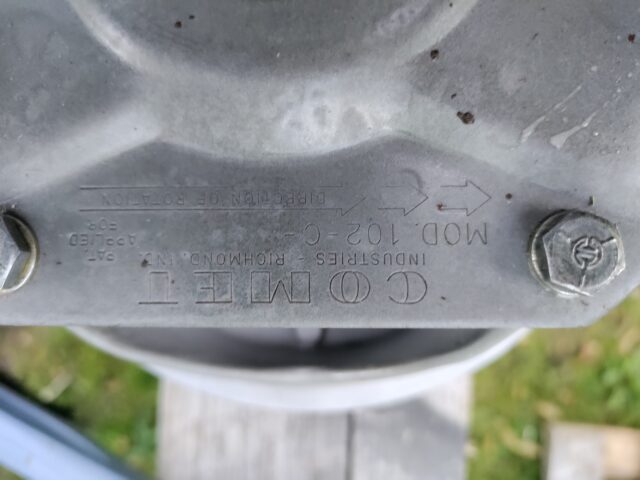 COMET
INDUSTRIES - RICHMOND, IND.
MOD. 102-C-
PAT.
APPLIED
FOR
DIRECTION OF ROTATION